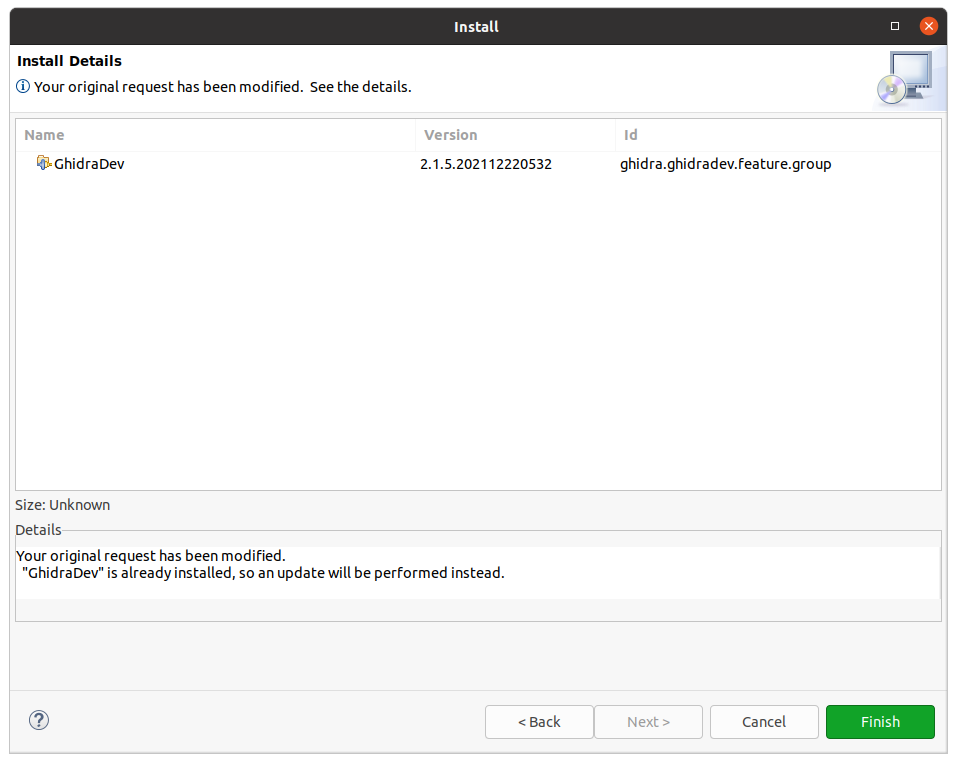 Install
Install Details
Your original request has been modified.  See the details.
Name Version Id
GhidraDev 2.1.5.202112220532 ghidra.ghidradev.feature.group
Size: Unknown
Details
Your original request has been modified.
"GhidraDev" is already installed, so an update will be performed instead.
? < Back Next > Cancel Finish